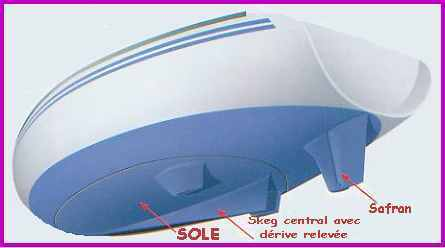 Safran
Skeg central avec
SOLE
dérive relevée